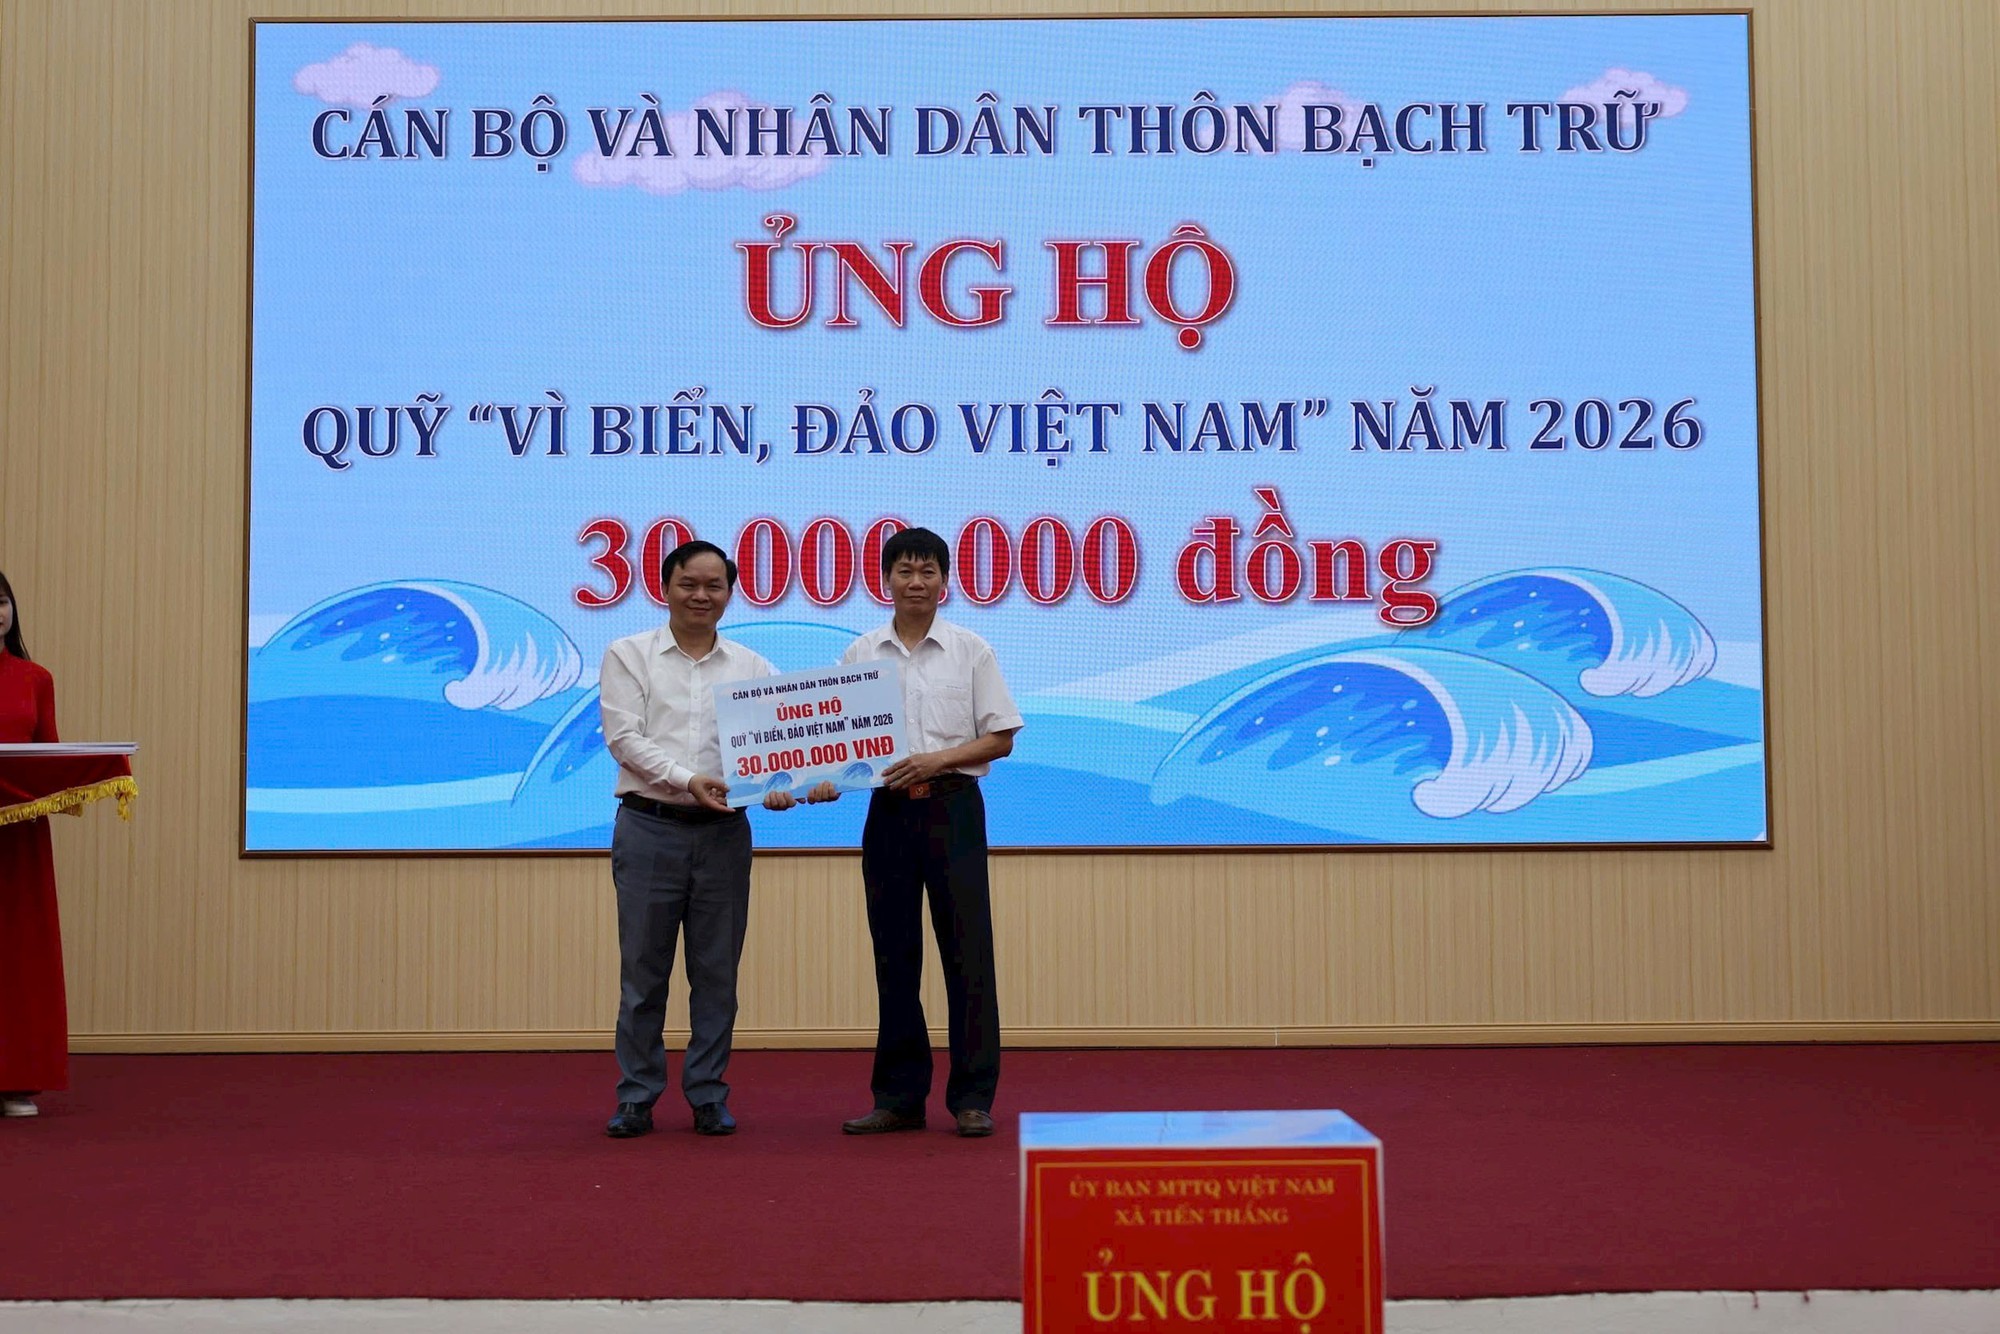 CÁN BỘ VÀ NHÂN DÂN THÔN BẠCH TRỮ
ỦNG HỘ
QUỸ “VÌ BIỂN, ĐẢO VIỆT NAM” NĂM 2026
30.000.000 đồng
CÁN BỘ VÀ NHÂN DÂN THÔN BẠCH TRỮ
ỦNG HỘ
QUỸ “VÌ BIỂN, ĐẢO VIỆT NAM” NĂM 2026
30.000.000 VNĐ
ỦY BAN MTTQ VIỆT NAM
XÃ TIẾN THẮNG
ỦNG HỘ